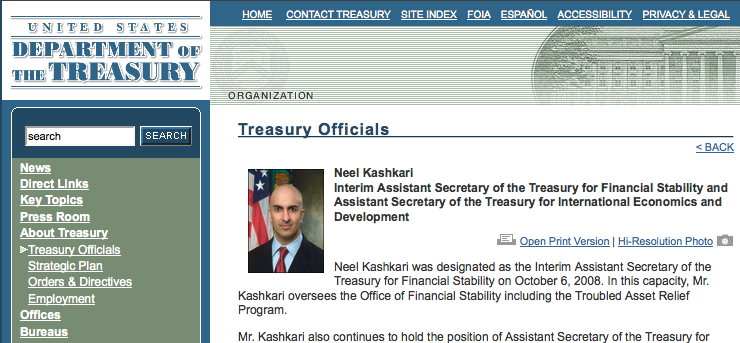 HOME CONTACT TREASURY SITE INDEX FOIA ESPAÑOL ACCESSIBILITY PRIVACY & LEGAL
UNITED STATES
DEPARTMENT OF
THE TREASURY
ORGANIZATION
search SEARCH
News
Direct Links
Key Topics
Press Room
About Treasury
Treasury Officials
Strategic Plan
Orders & Directives
Employment
Offices
Bureaus
Treasury Officials
< BACK
Neel Kashkari
Interim Assistant Secretary of the Treasury for Financial Stability and
Assistant Secretary of the Treasury for International Economics and
Development
Open Print Version | Hi-Resolution Photo
Neel Kashkari was designated as the Interim Assistant Secretary of the
Treasury for Financial Stability on October 6, 2008. In this capacity, Mr.
Kashkari oversees the Office of Financial Stability including the Troubled Asset Relief
Program.
Mr. Kashkari also continues to hold the position of Assistant Secretary of the Treasury for